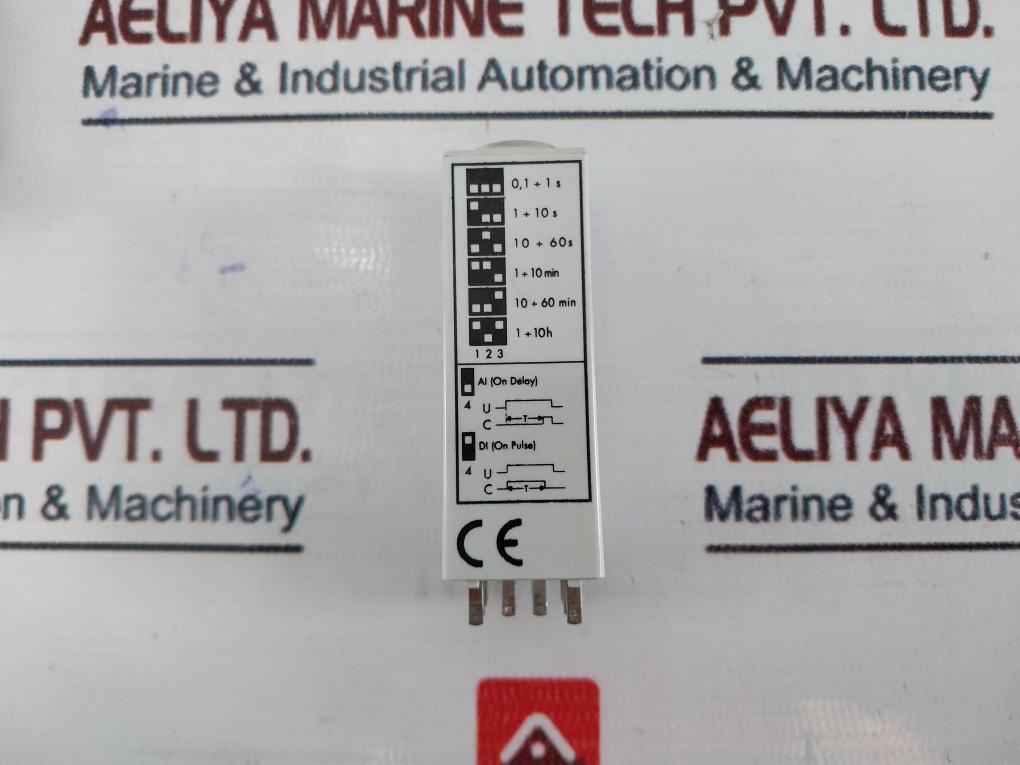 AELIYA MARINE TECH PVT. LTD.
Marine & Industrial Automation & Machinery
0,1 ÷ 1 s
1 ÷ 10 s
10 ÷ 60s
1 ÷ 10 min
10 ÷ 60 min
1 ÷ 10h
1 2 3
AI (On Delay)
4 U
C T
DI (On Pulse)
4 U
C T
CE
H PVT. LTD.
on & Machinery
AELIYA MA
Marine & Indus